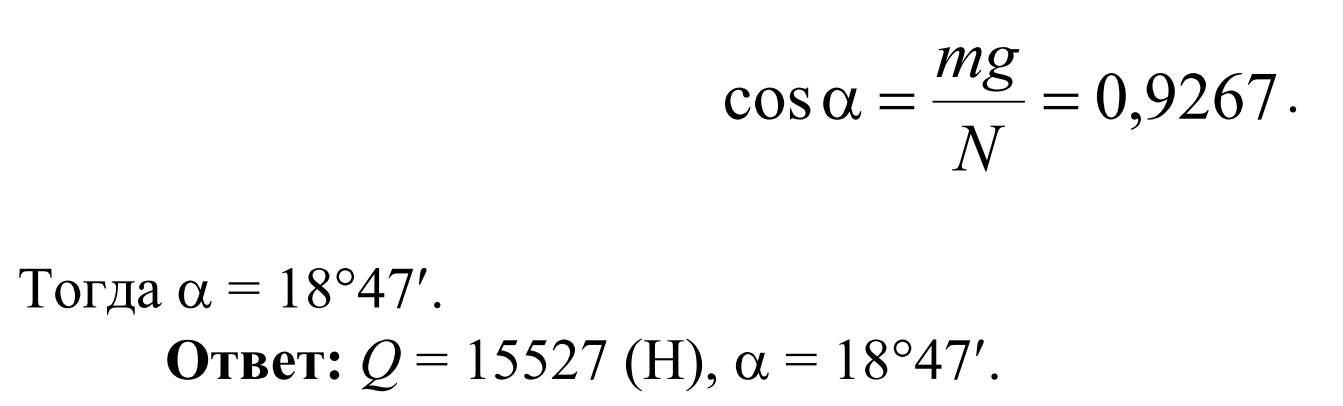 cos α = mg/N = 0,9267.
Тогда α = 18°47′.
Ответ: Q = 15527 (Н), α = 18°47′.